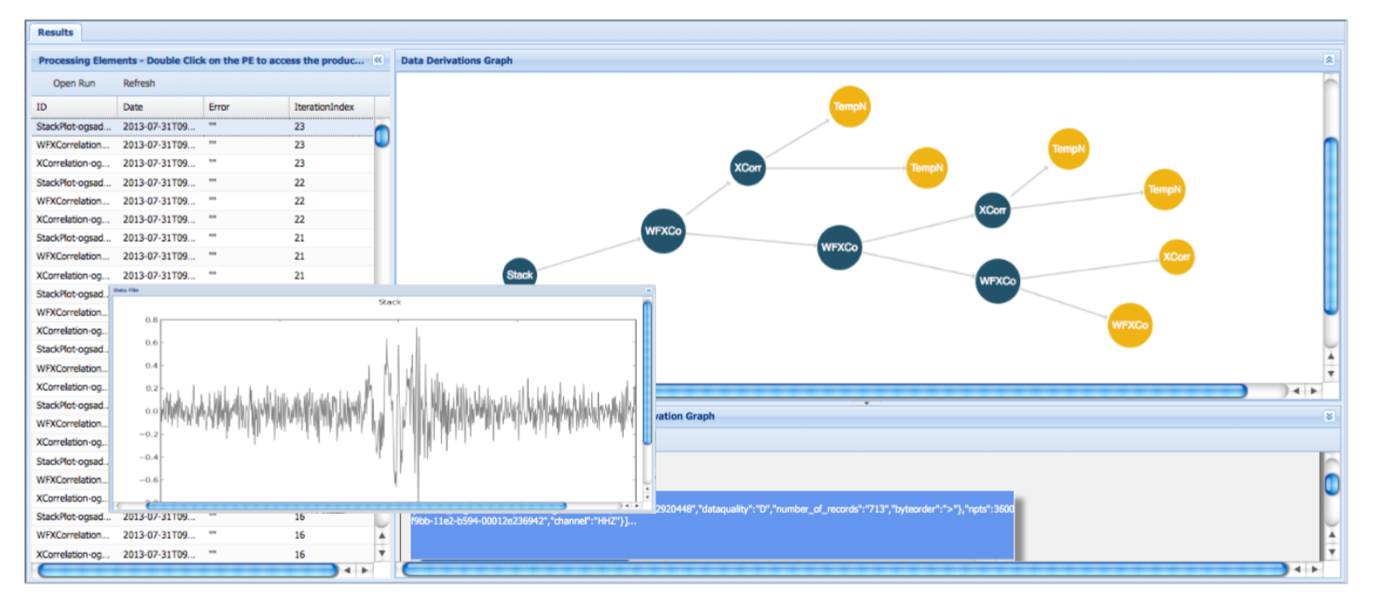 Results
Processing Elements - Double Click on the PE to access the produc...
Open Run Refresh
ID Date Error IterationIndex
StackPlot-ogsad... 2013-07-31T09... "" 23
WFXCorrelation... 2013-07-31T09... "" 23
XCorrelation-og... 2013-07-31T09... "" 23
StackPlot-ogsad... 2013-07-31T09... "" 22
WFXCorrelation... 2013-07-31T09... "" 22
XCorrelation-og... 2013-07-31T09... "" 22
StackPlot-ogsad... 2013-07-31T09... "" 21
WFXCorrelation... 2013-07-31T09... "" 21
XCorrelation-og... 2013-07-31T09... "" 21
StackPlot-ogsad
WFXCorrelation.
XCorrelation-og..
StackPlot-ogsad.
WFXCorrelation..
XCorrelation-og..
StackPlot-ogsad.
WFXCorrelation..
XCorrelation-og..
StackPlot-ogsad.
WFXCorrelation..
XCorrelation-og..
StackPlot-ogsad... 2013-07-31T09... "" 16
WFXCorrelation... 2013-07-31T09... "" 16
XCorrelation-og... 2013-07-31T09... "" 16
Data Derivations Graph
TempN
XCorr
TempN
TempN
TempN
XCorr
WFXCo
WFXCo
XCorr
Stack
WFXCo
WFXCo
Stack
0.8
0.6
0.4
0.2
0.0
−0.2
−0.4
−0.6
vation Graph
2920448","dataquality":"D","number_of_records":"713","byteorder":">"},"npts":3600
f9bb-11e2-b594-00012e236942","channel":"HHZ"}]...